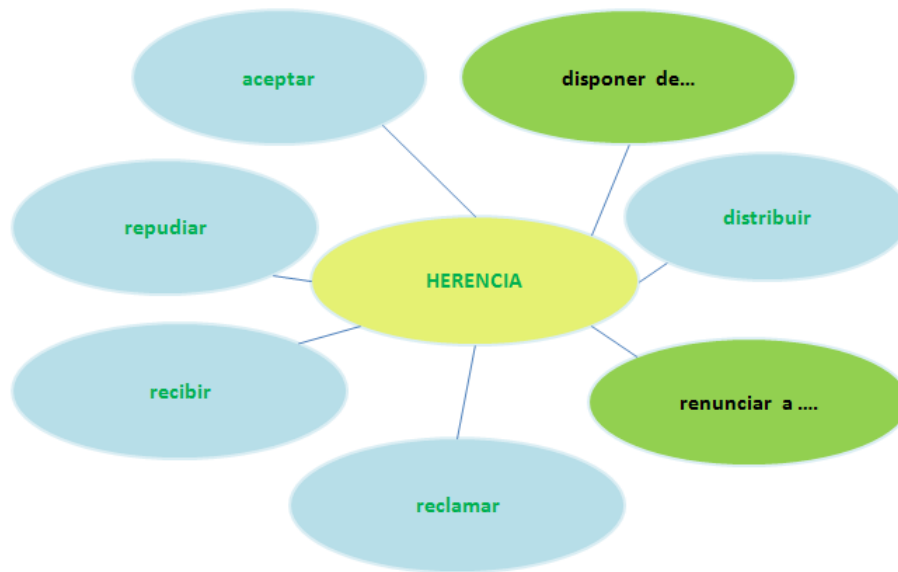 aceptar
disponer de...
repudiar
distribuir
HERENCIA
recibir
renunciar a ....
reclamar